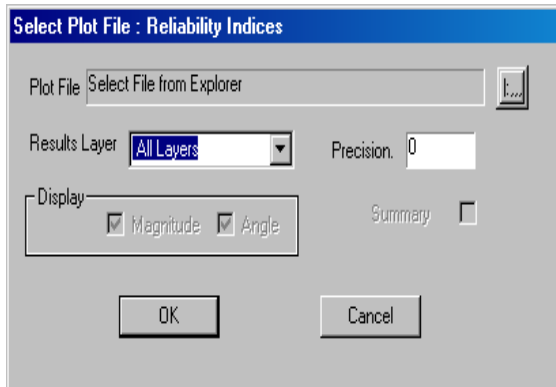 Select Plot File : Reliability Indices
Plot File Select File from Explorer
Results Layer All Layers Precision. 0
Display
Magnitude Angle Summary
OK Cancel